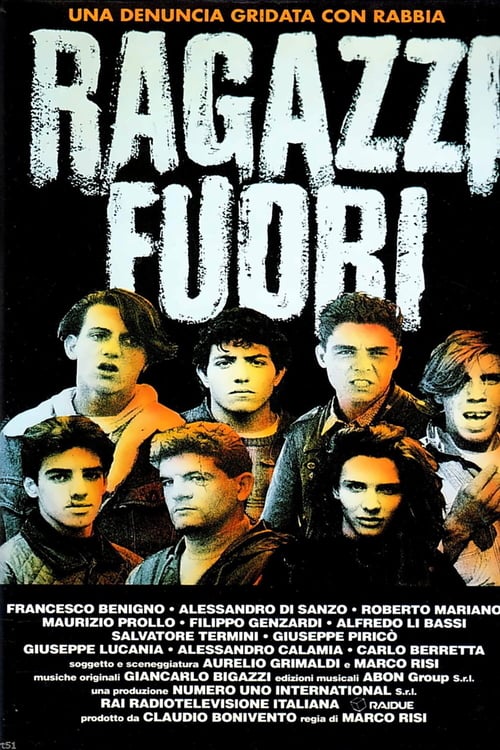 UNA DENUNCIA GRIDATA CON RABBIA
RAGAZZI
FUORI
FRANCESCO BENIGNO • ALESSANDRO DI SANZO • ROBERTO MARIANO
MAURIZIO PROLLO • FILIPPO GENZARDI • ALFREDO LI BASSI
SALVATORE TERMINI • GIUSEPPE PIRICÒ
GIUSEPPE LUCANIA • ALESSANDRO CALAMIA • CARLO BERRETTA
soggetto e sceneggiatura AURELIO GRIMALDI e MARCO RISI
musiche originali GIANCARLO BIGAZZI edizioni musicali ABON Group S.r.l.
una produzione NUMERO UNO INTERNATIONAL S.r.l.
RAI RADIOTELEVISIONE ITALIANA RAIDUE
prodotto da CLAUDIO BONIVENTO regia di MARCO RISI
t51